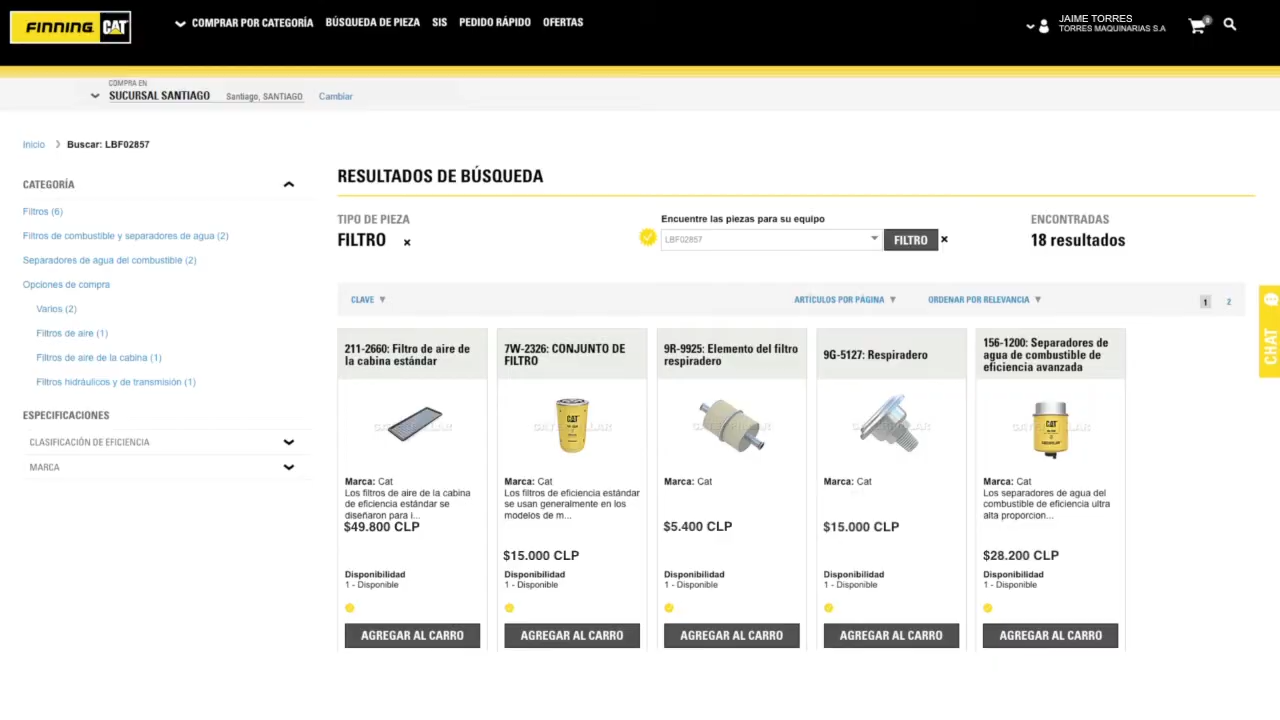 FINNING CAT
COMPRAR POR CATEGORÍA BÚSQUEDA DE PIEZA SIS PEDIDO RÁPIDO OFERTAS
JAIME TORRES
TORRES MAQUINARIAS S.A
COMPRA EN
SUCURSAL SANTIAGO Santiago, SANTIAGO Cambiar
Inicio Buscar: LBF02857
CATEGORÍA
Filtros (6)
Filtros de combustible y separadores de agua (2)
Separadores de agua del combustible (2)
Opciones de compra
Varios (2)
Filtros de aire (1)
Filtros de aire de la cabina (1)
Filtros hidráulicos y de transmisión (1)
ESPECIFICACIONES
CLASIFICACIÓN DE EFICIENCIA
MARCA
RESULTADOS DE BÚSQUEDA
TIPO DE PIEZA
FILTRO x
Encuentre las piezas para su equipo
LBF02857 FILTRO x
ENCONTRADAS
18 resultados
CLAVE ARTÍCULOS POR PÁGINA ORDENAR POR RELEVANCIA 1 2
211-2660: Filtro de aire de
la cabina estándar
Marca: Cat
Los filtros de aire de la cabina
de eficiencia estándar se
diseñaron para i...
$49.800 CLP
Disponibilidad
1 - Disponible
AGREGAR AL CARRO
7W-2326: CONJUNTO DE
FILTRO
CAT
Marca: Cat
Los filtros de eficiencia estándar
se usan generalmente en los
modelos de m...
$15.000 CLP
Disponibilidad
1 - Disponible
AGREGAR AL CARRO
9R-9925: Elemento del filtro
respiradero
Marca: Cat
$5.400 CLP
Disponibilidad
1 - Disponible
AGREGAR AL CARRO
9G-5127: Respiradero
Marca: Cat
$15.000 CLP
Disponibilidad
1 - Disponible
AGREGAR AL CARRO
156-1200: Separadores de
agua de combustible de
eficiencia avanzada
CAT
Marca: Cat
Los separadores de agua del
combustible de eficiencia ultra
alta proporcion...
$28.200 CLP
Disponibilidad
1 - Disponible
AGREGAR AL CARRO
CHAT